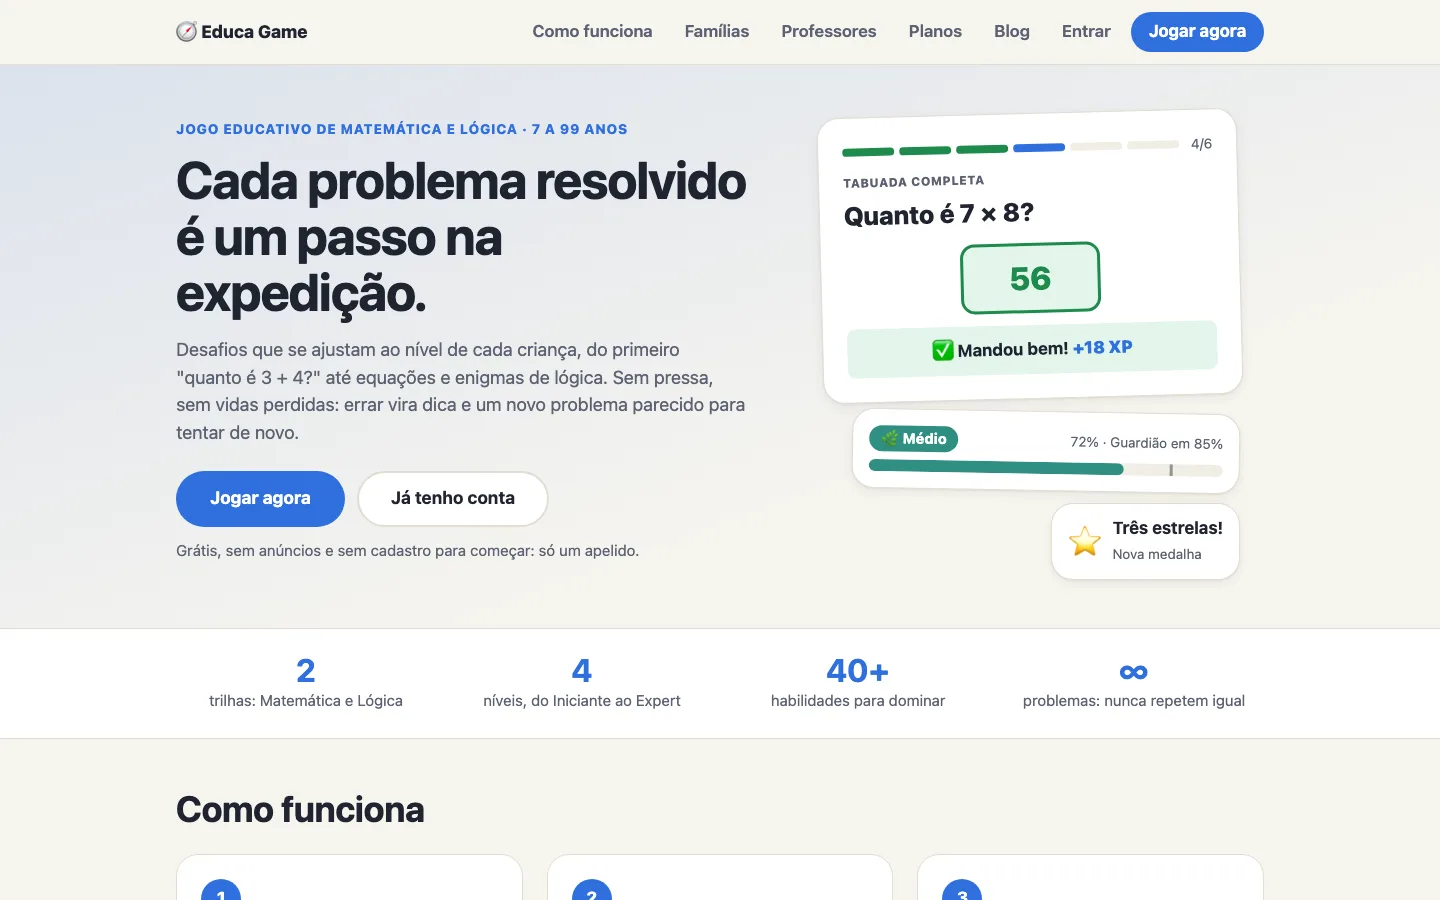 Educa Game
Como funciona
Famílias
Professores
Planos
Blog
Entrar
Jogar agora
JOGO EDUCATIVO DE MATEMÁTICA E LÓGICA · 7 A 99 ANOS
Cada problema resolvido
é um passo na
expedição.
Desafios que se ajustam ao nível de cada criança, do primeiro
"quanto é 3 + 4?" até equações e enigmas de lógica. Sem pressa,
sem vidas perdidas: errar vira dica e um novo problema parecido para
tentar de novo.
Jogar agora
Já tenho conta
Grátis, sem anúncios e sem cadastro para começar: só um apelido.
4/6
TABUADA COMPLETA
Quanto é 7 × 8?
56
✅ Mandou bem! +18 XP
🌿 Médio
72% · Guardião em 85%
⭐ Três estrelas!
Nova medalha
2
trilhas: Matemática e Lógica
4
níveis, do Iniciante ao Expert
40+
habilidades para dominar
∞
problemas: nunca repetem igual
Como funciona
1
2
3